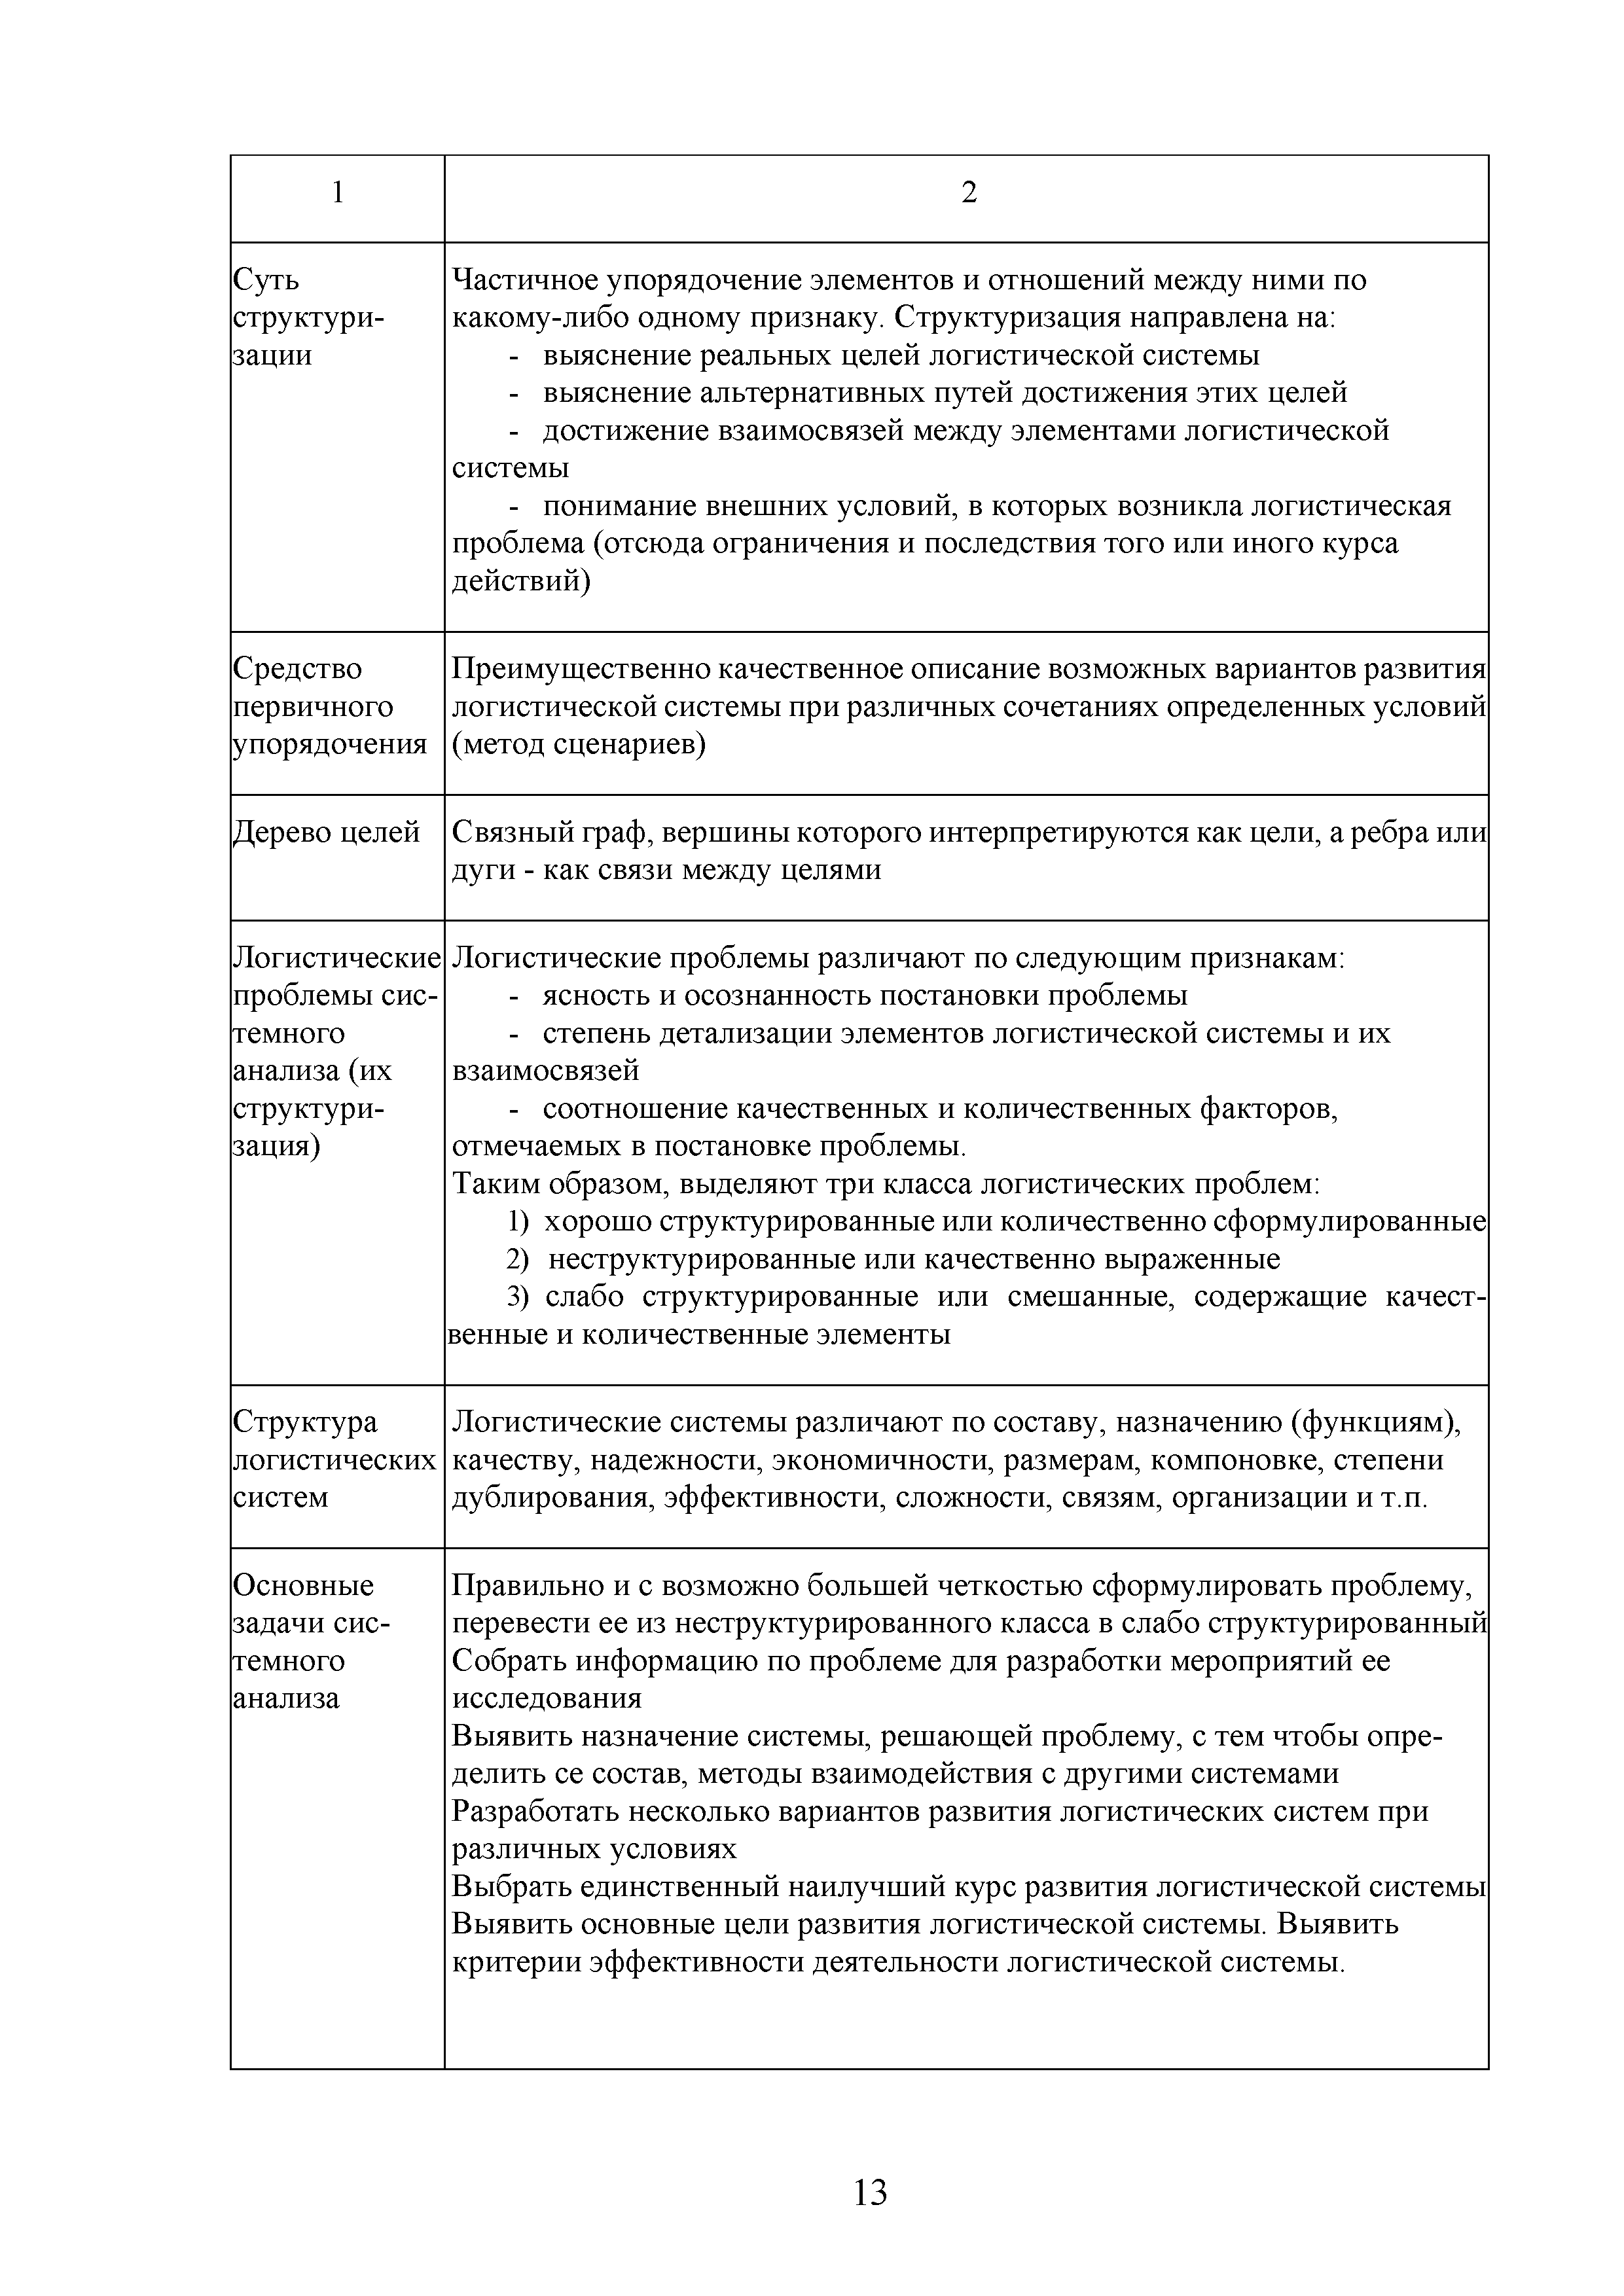 1
2
Суть
структури-
зации
Частичное упорядочение элементов и отношений между ними по
какому-либо одному признаку. Структуризация направлена на:
- выяснение реальных целей логистической системы
- выяснение альтернативных путей достижения этих целей
- достижение взаимосвязей между элементами логистической
системы
- понимание внешних условий, в которых возникла логистическая
проблема (отсюда ограничения и последствия того или иного курса
действий)
Средство
первичного
упорядочения
Преимущественно качественное описание возможных вариантов развития
логистической системы при различных сочетаниях определенных условий
(метод сценариев)
Дерево целей
Связный граф, вершины которого интерпретируются как цели, а ребра или
дуги - как связи между целями
Логистические
проблемы сис-
темного
анализа (их
структури-
зация)
Логистические проблемы различают по следующим признакам:
- ясность и осознанность постановки проблемы
- степень детализации элементов логистической системы и их
взаимосвязей
- соотношение качественных и количественных факторов,
отмечаемых в постановке проблемы.
Таким образом, выделяют три класса логистических проблем:
1) хорошо структурированные или количественно сформулированные
2) неструктурированные или качественно выраженные
3) слабо структурированные или смешанные, содержащие качест-
венные и количественные элементы
Структура
логистических
систем
Логистические системы различают по составу, назначению (функциям),
качеству, надежности, экономичности, размерам, компоновке, степени
дублирования, эффективности, сложности, связям, организации и т.п.
Основные
задачи сис-
темного
анализа
Правильно и с возможно большей четкостью сформулировать проблему,
перевести ее из неструктурированного класса в слабо структурированный
Собрать информацию по проблеме для разработки мероприятий ее
исследования
Выявить назначение системы, решающей проблему, с тем чтобы опре-
делить се состав, методы взаимодействия с другими системами
Разработать несколько вариантов развития логистических систем при
различных условиях
Выбрать единственный наилучший курс развития логистической системы
Выявить основные цели развития логистической системы. Выявить
критерии эффективности деятельности логистической системы.
13